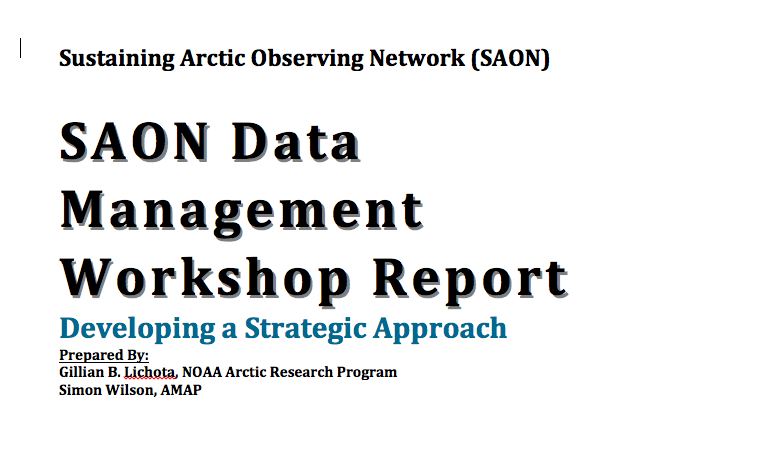 Sustaining Arctic Observing Network (SAON)
SAON Data
Management
Workshop Report
Developing a Strategic Approach
Prepared By:
Gillian B. Lichota, NOAA Arctic Research Program
Simon Wilson, AMAP